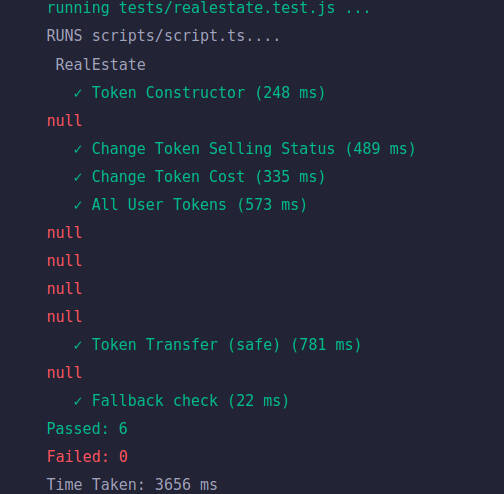 running tests/realestate.test.js ...
RUNS scripts/script.ts....
RealEstate
✓ Token Constructor (248 ms)
null
✓ Change Token Selling Status (489 ms)
✓ Change Token Cost (335 ms)
✓ All User Tokens (573 ms)
null
null
null
null
✓ Token Transfer (safe) (781 ms)
null
✓ Fallback check (22 ms)
Passed: 6
Failed: 0
Time Taken: 3656 ms